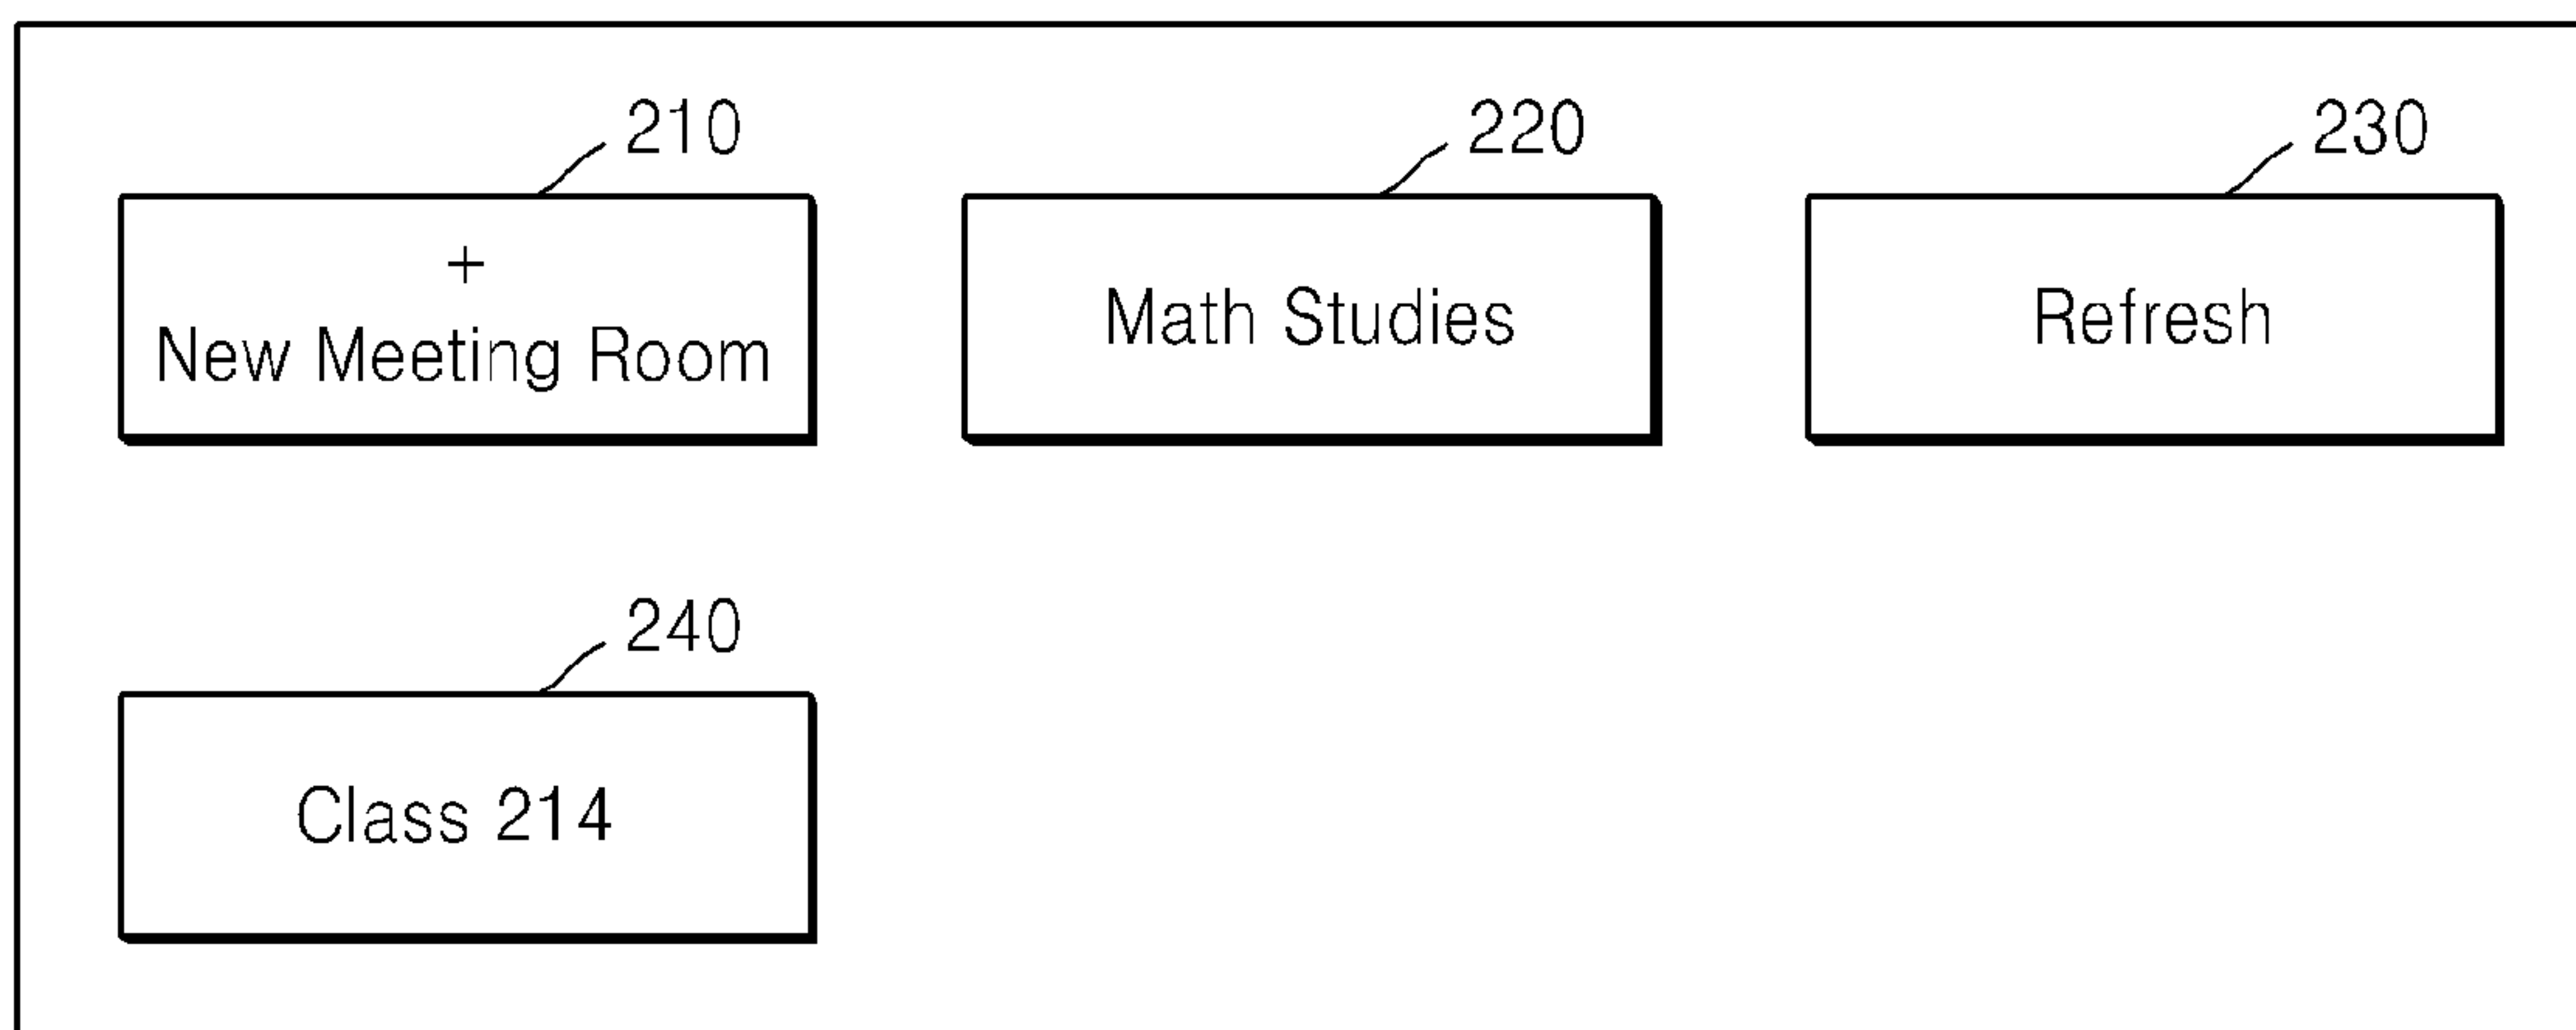 210
220
230
+
New Meeting Room
Math Studies
Refresh
240
Class 214